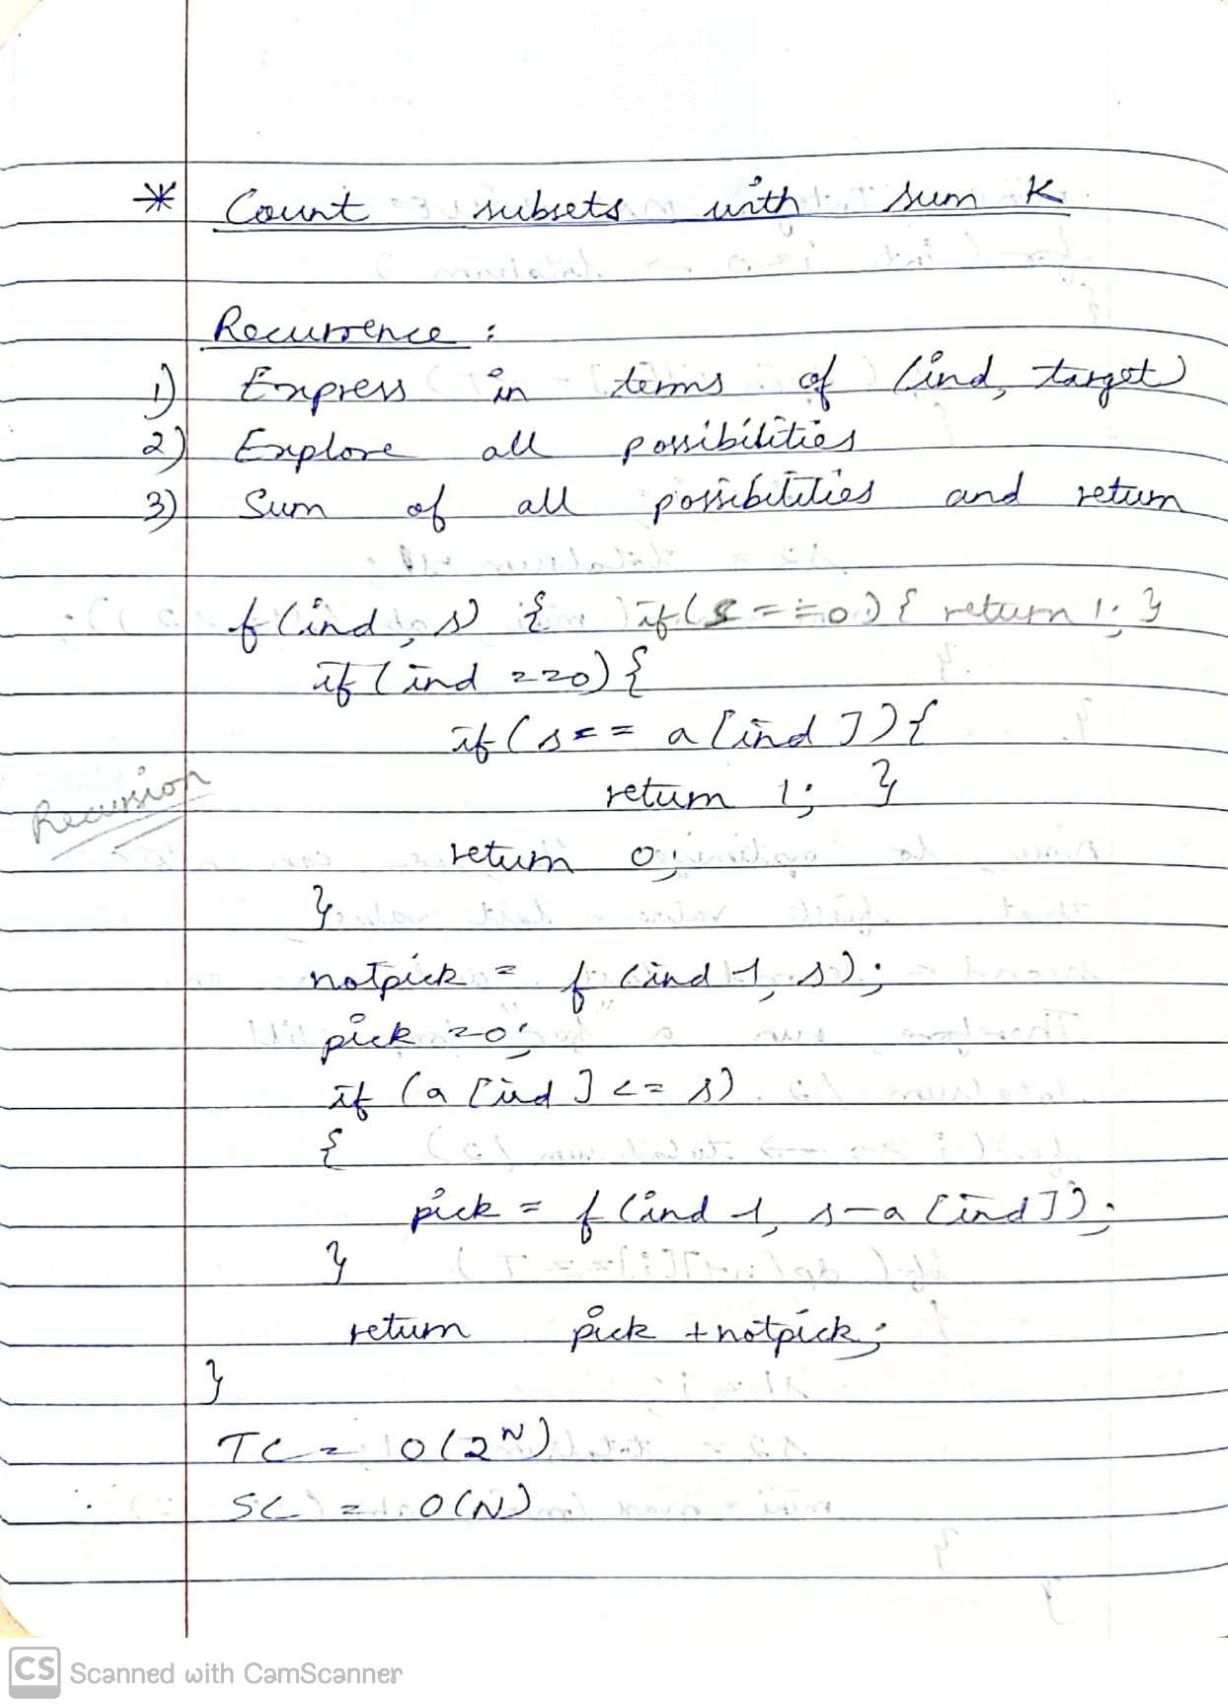 * Count subsets with sum K
Recurrence :
1) Express in terms of (ind, target)
2) Explore all possibilities
3) Sum of all possibilities and return
f(ind, s) { if(s == 0) { return 1; }
if(ind == 0) {
if(s == a[ind]){
return 1; }
Recursion
return 0;
}
notpick = f(ind-1, s);
pick = 0;
if (a[ind] <= s)
{
pick = f(ind-1, s-a[ind]);
}
return pick + notpick;
}
TC = O(2^N)
SC = O(N)
CS Scanned with CamScanner